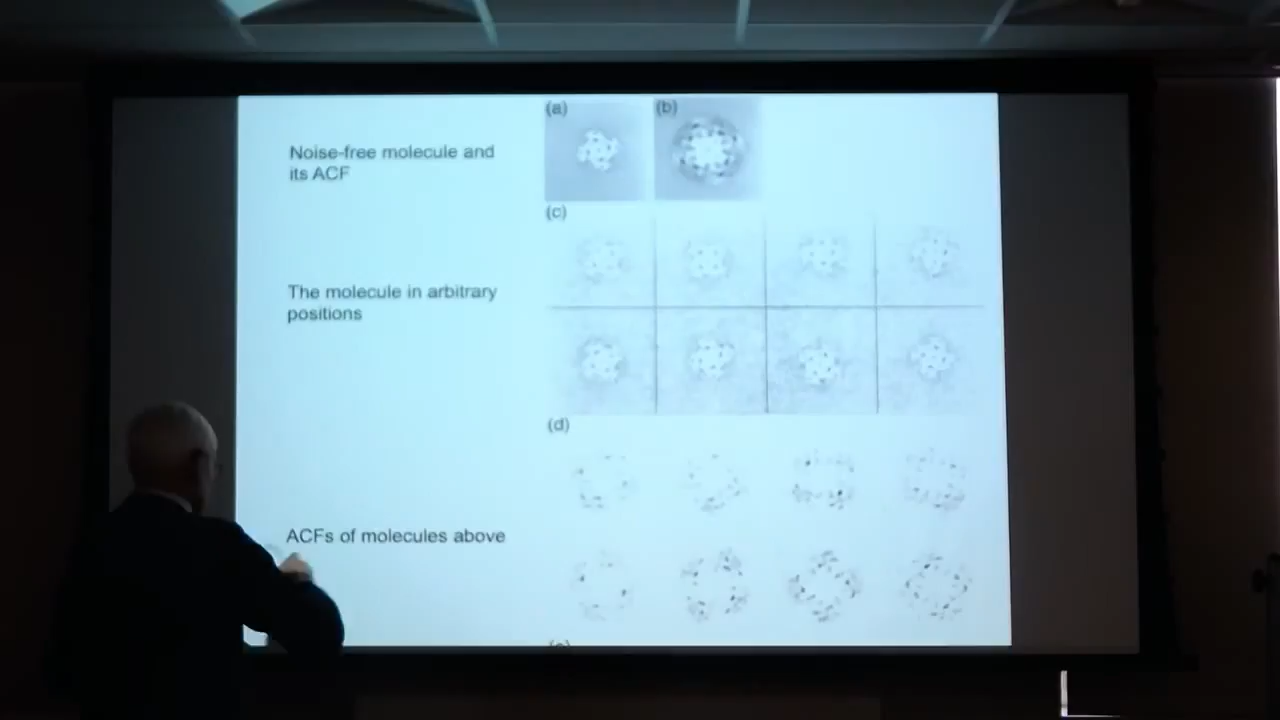 (a)
(b)
Noise-free molecule and
its ACF
(c)
The molecule in arbitrary
positions
(d)
ACFs of molecules above